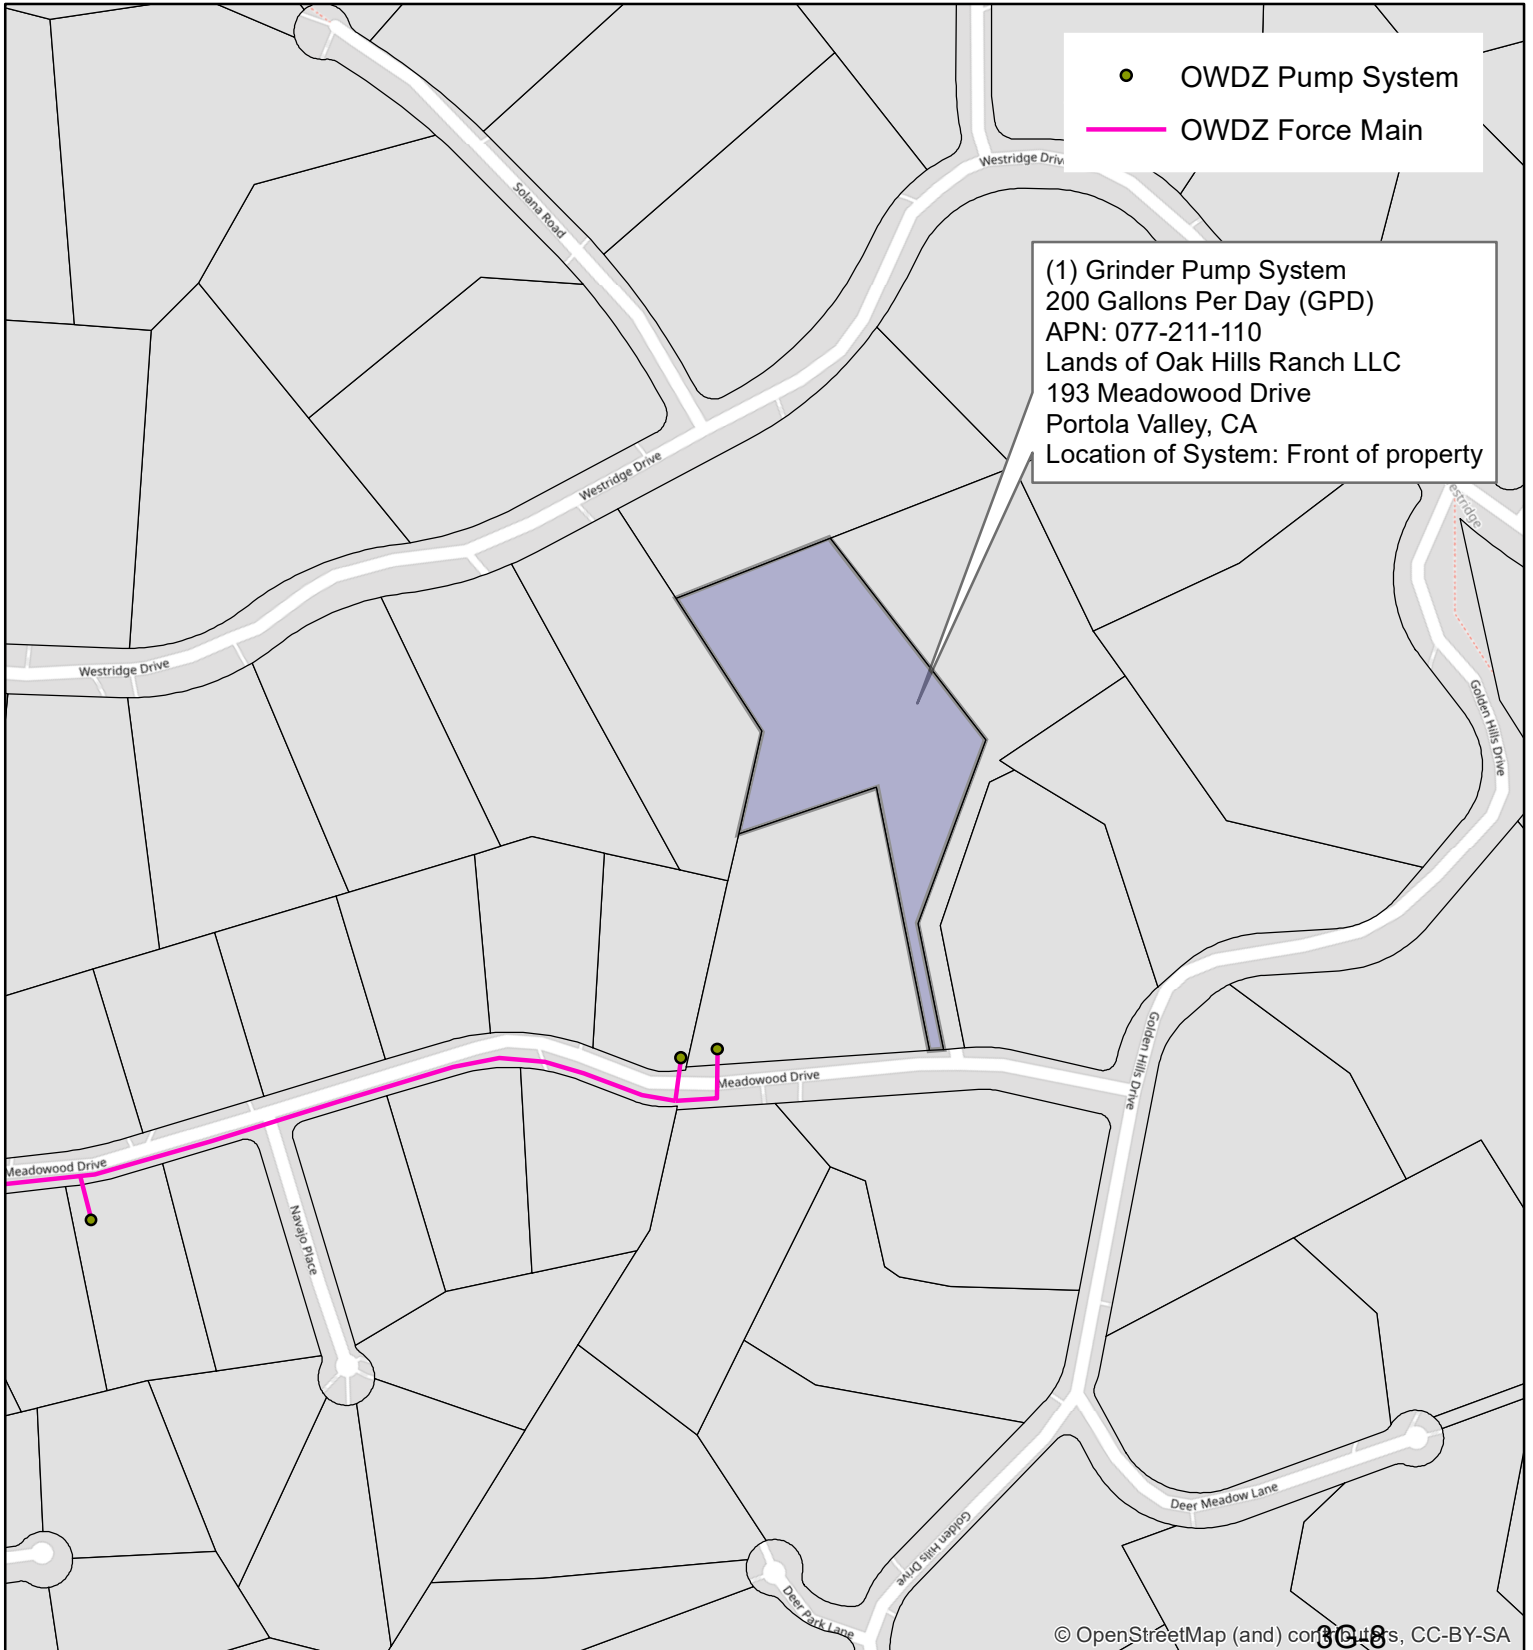 OWDZ Pump System
OWDZ Force Main
Westridge Drive
Solana Road
(1) Grinder Pump System
200 Gallons Per Day (GPD)
APN: 077-211-110
Lands of Oak Hills Ranch LLC
193 Meadowood Drive
Portola Valley, CA
Location of System: Front of property
Westridge Drive
estridge
Westridge Drive
Golden Hills Drive
Golden Hills Drive
Meadowood Drive
Meadowood Drive
Navajo Place
Deer Meadow Lane
Golden Hills Drive
Deer Park Lane
© OpenStreetMap (and) contributors, CC-BY-SA
3G-8